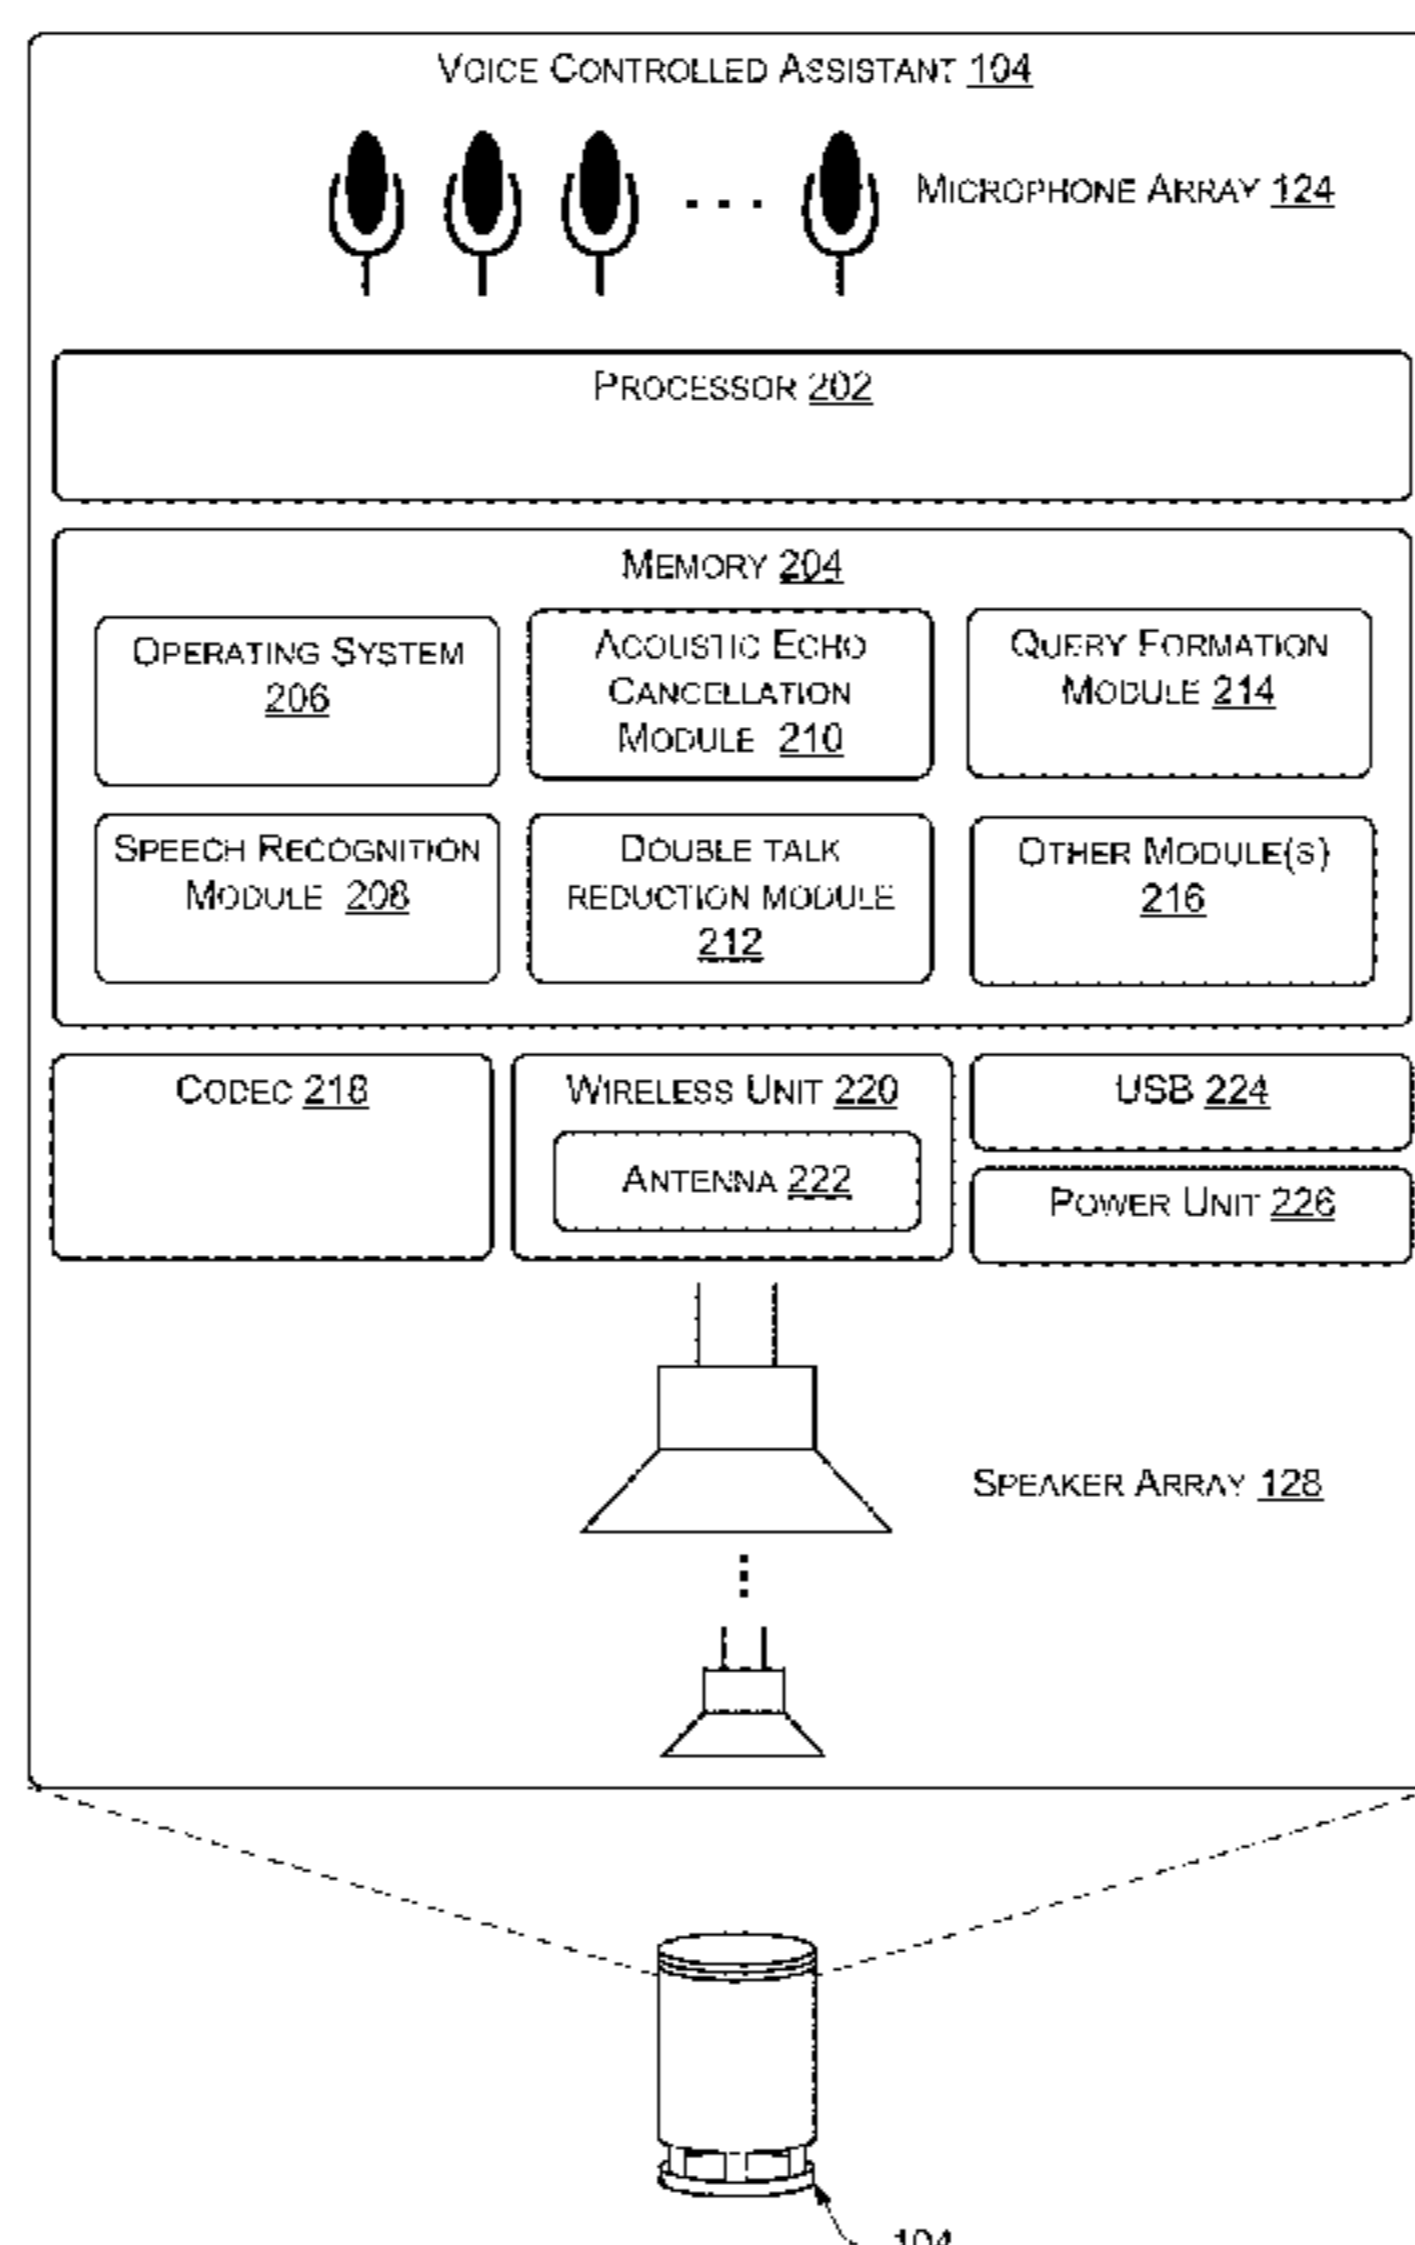 VOICE CONTROLLED ASSISTANT 104
MICROPHONE ARRAY 124
PROCESSOR 202
MEMORY 204
OPERATING SYSTEM
206
ACOUSTIC ECHO
CANCELLATION
MODULE 210
QUERY FORMATION
MODULE 214
SPEECH RECOGNITION
MODULE 208
DOUBLE TALK
REDUCTION MODULE
212
OTHER MODULE(S)
216
CODEC 218
WIRELESS UNIT 220
ANTENNA 222
USB 224
POWER UNIT 226
SPEAKER ARRAY 128
104